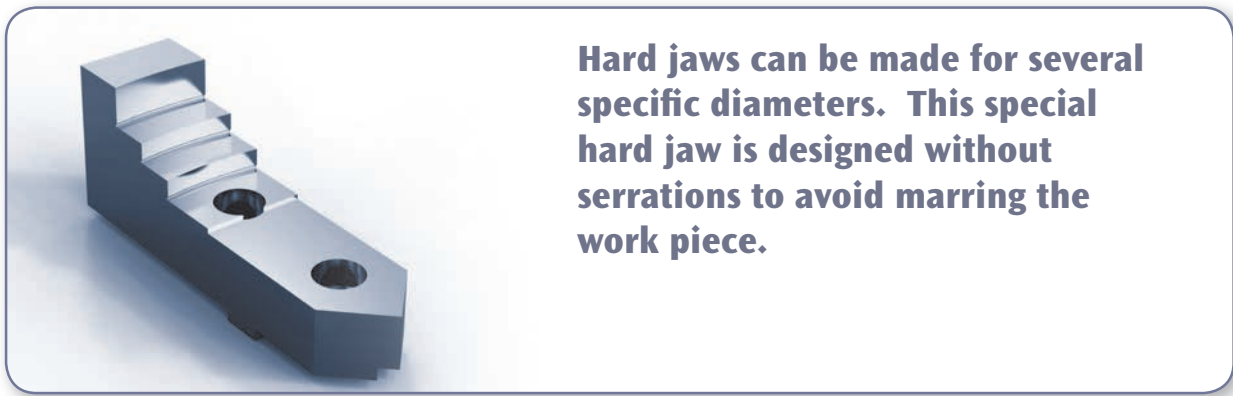 Hard jaws can be made for several
specific diameters.  This special
hard jaw is designed without
serrations to avoid marring the
work piece.